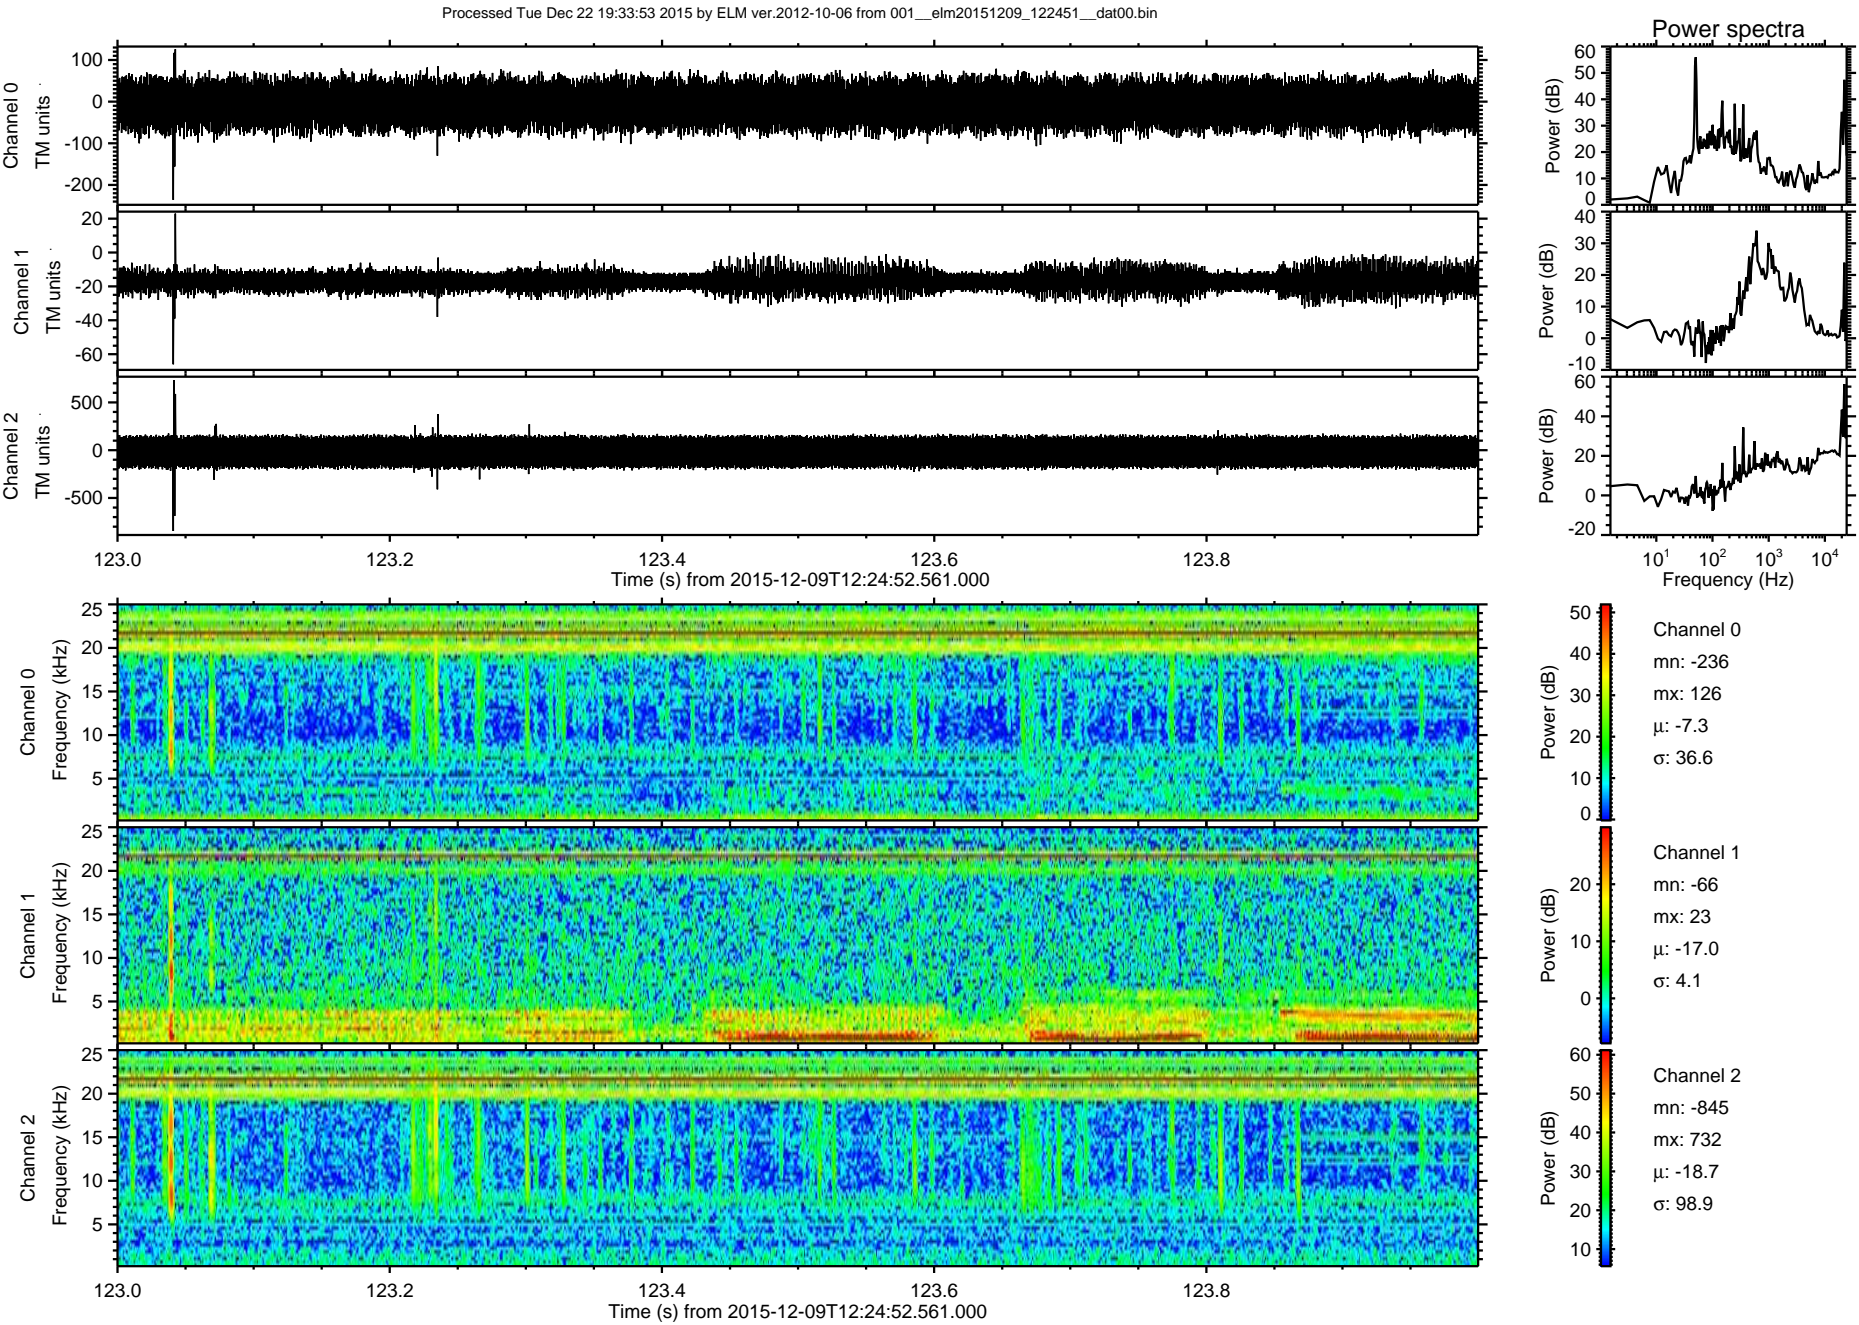 Processed Tue Dec 22 19:33:53 2015 by ELM ver.2012-10-06 from 001__elm20151209_122451__dat00.bin
Power spectra
Channel 0
TM units
100
0
-100
-200
Power (dB)
60
50
40
30
20
10
0
Channel 1
TM units
20
0
-20
-40
-60
Power (dB)
40
30
20
10
0
-10
Channel 2
TM units
500
0
-500
Power (dB)
60
40
20
0
-20
123.0 123.2 123.4 123.6 123.8
Time (s) from 2015-12-09T12:24:52.561.000
10¹ 10² 10³ 10⁴
Frequency (Hz)
Channel 0
Frequency (kHz)
25
20
15
10
5
Power (dB)
50
40
30
20
10
0
Channel 0
mn: -236
mx: 126
μ: -7.3
σ: 36.6
Channel 1
Frequency (kHz)
25
20
15
10
5
Power (dB)
20
10
0
Channel 1
mn: -66
mx: 23
μ: -17.0
σ: 4.1
Channel 2
Frequency (kHz)
25
20
15
10
5
Power (dB)
60
50
40
30
20
10
Channel 2
mn: -845
mx: 732
μ: -18.7
σ: 98.9
123.0 123.2 123.4 123.6 123.8
Time (s) from 2015-12-09T12:24:52.561.000